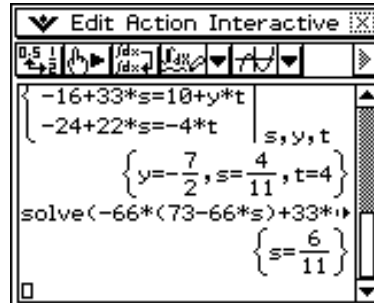 Edit Action Interactive
-16+33*s=10+y*t
-24+22*s=-4*t
s,y,t
{y=-7/2,s=4/11,t=4}
solve(-66*(73-66*s)+33*
{s=6/11}